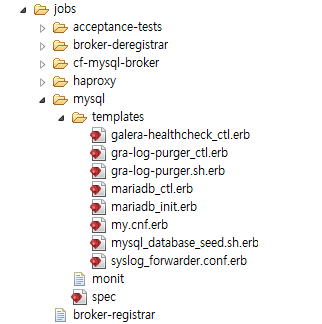 jobs
acceptance-tests
broker-deregistrar
cf-mysql-broker
haproxy
mysql
templates
galera-healthcheck_ctl.erb
gra-log-purger_ctl.erb
gra-log-purger.sh.erb
mariadb_ctl.erb
mariadb_init.erb
my.cnf.erb
mysql_database_seed.sh.erb
syslog_forwarder.conf.erb
monit
spec
broker-registrar